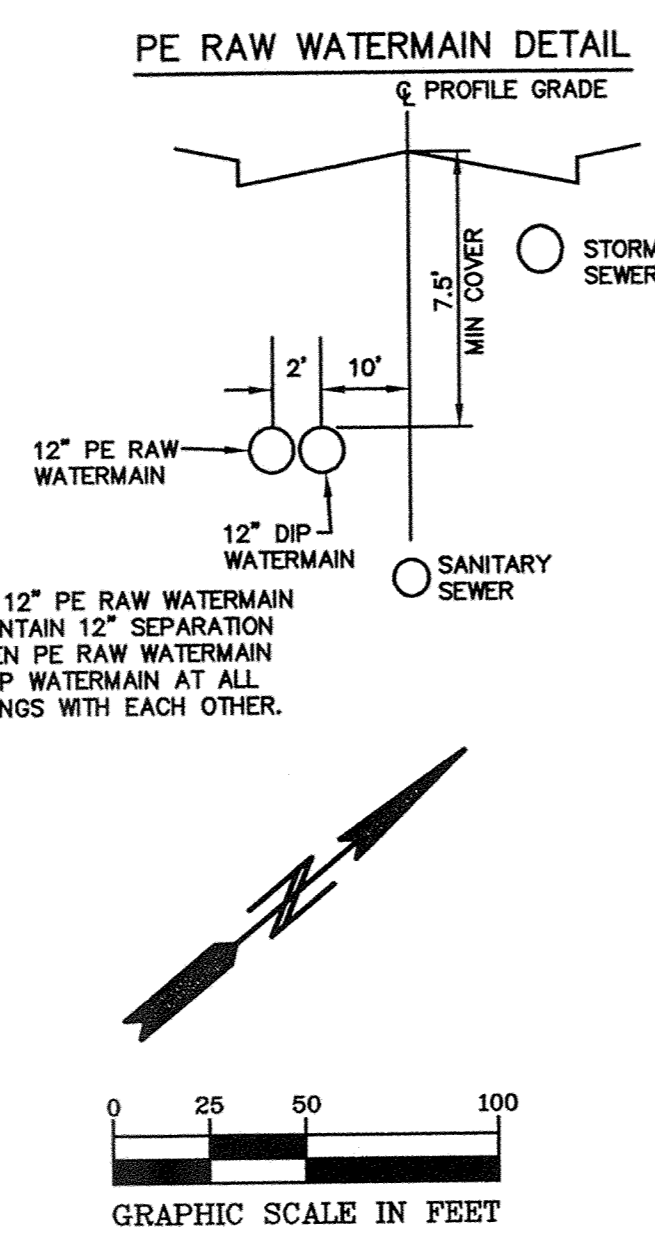 PE RAW WATERMAIN DETAIL
℄ PROFILE GRADE
7.5'
MIN COVER
STORM
SEWER
2'
10'
12" PE RAW
WATERMAIN
12" DIP
WATERMAIN
SANITARY
SEWER
12" PE RAW WATERMAIN
NTAIN 12" SEPARATION
EN PE RAW WATERMAIN
P WATERMAIN AT ALL
NGS WITH EACH OTHER.
N
0 25 50 100
GRAPHIC SCALE IN FEET